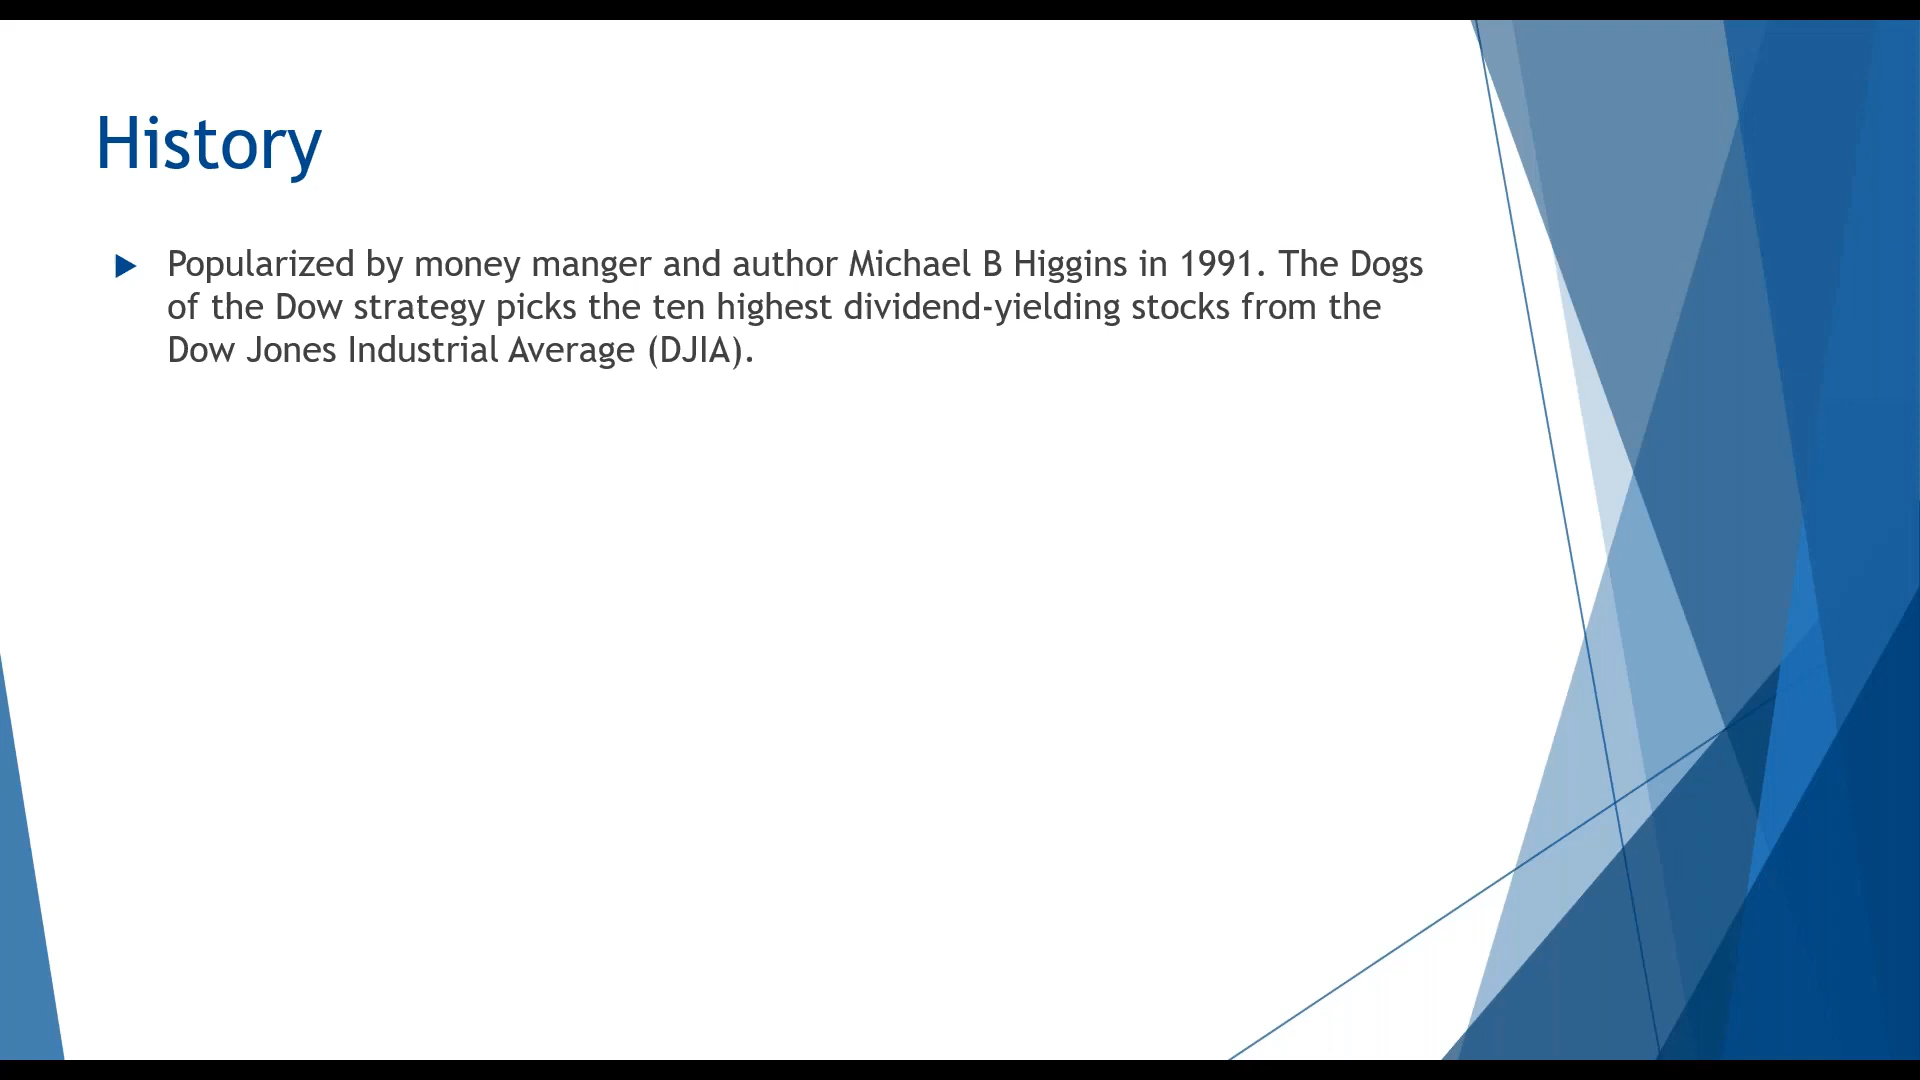 History
Popularized by money manger and author Michael B Higgins in 1991. The Dogs
of the Dow strategy picks the ten highest dividend-yielding stocks from the
Dow Jones Industrial Average (DJIA).